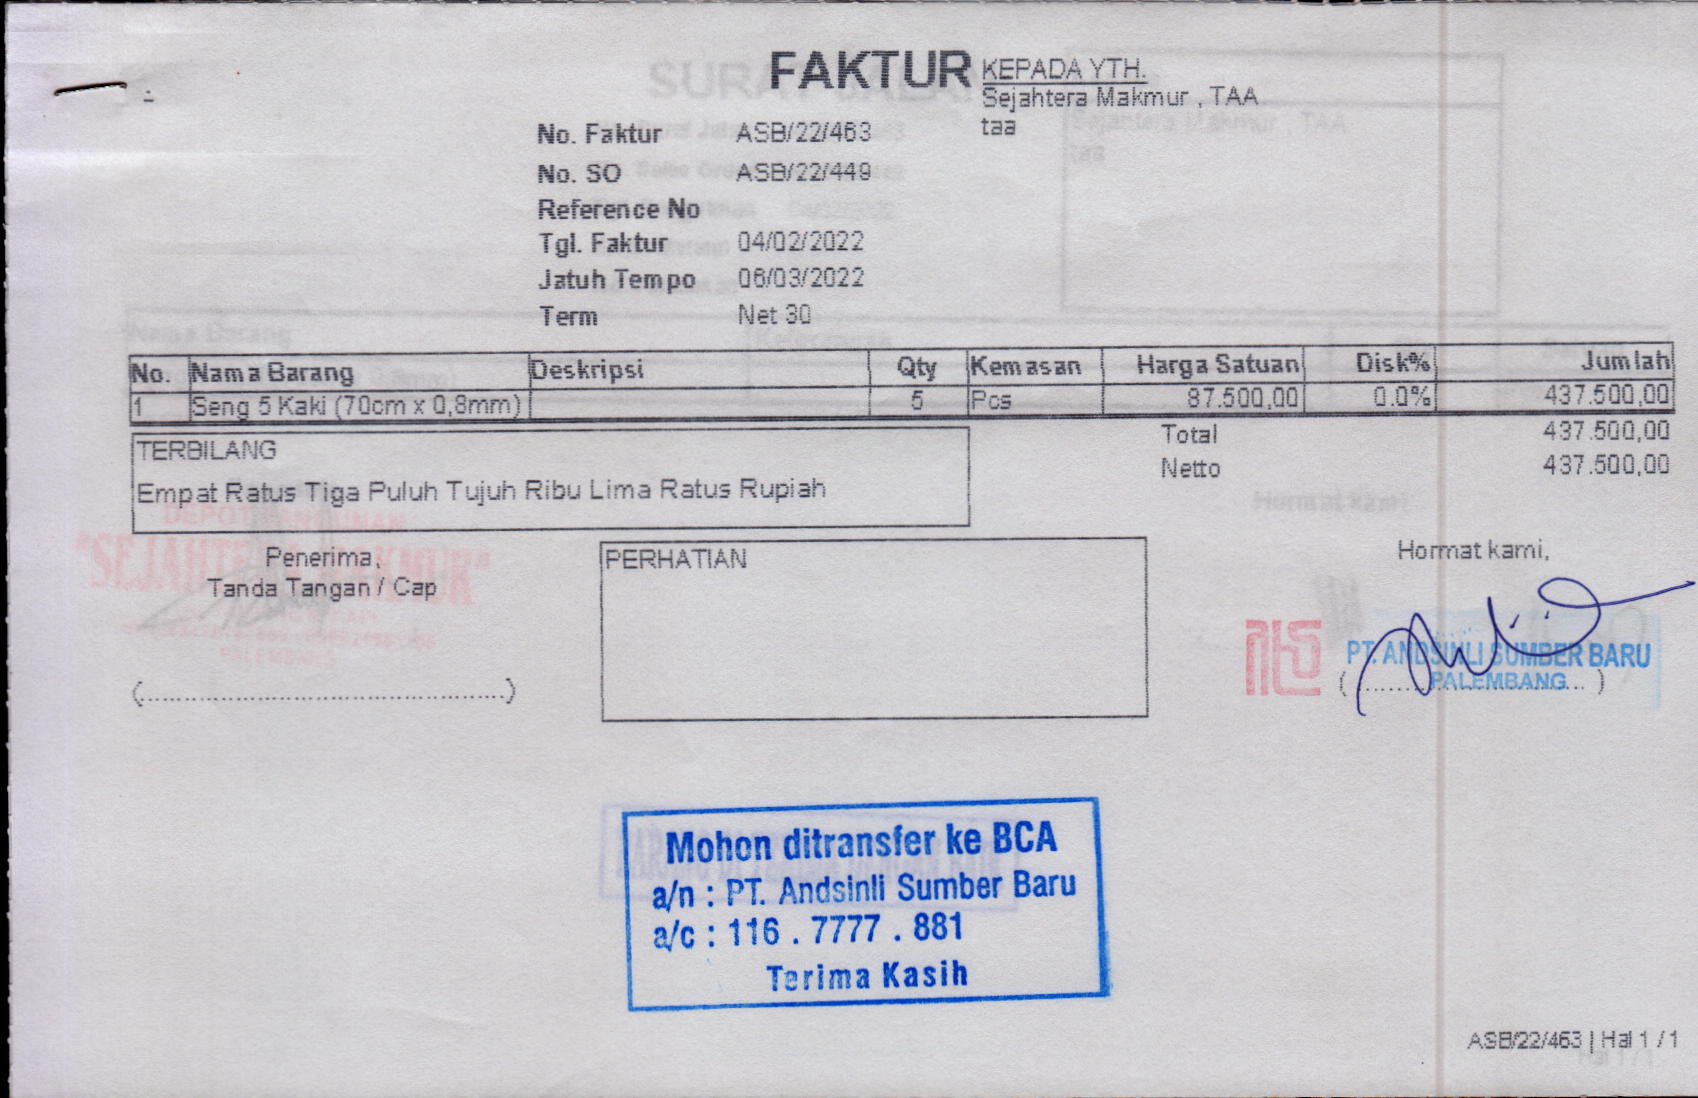 FAKTUR
KEPADA YTH.
Sejahtera Makmur , TAA
taa
No. Faktur ASB/22/463
No. SO ASB/22/449
Reference No
Tgl. Faktur 04/02/2022
Jatuh Tempo 06/03/2022
Term Net 30
No. Nama Barang Deskripsi Qty Kemasan Harga Satuan Disk% Jumlah
1 Seng 5 Kaki (70cm x 0,8mm) 5 Pcs 87.500,00 0.0% 437.500,00
Total 437.500,00
Netto 437.500,00
TERBILANG
Empat Ratus Tiga Puluh Tujuh Ribu Lima Ratus Rupiah
Penerima,
Tanda Tangan / Cap
PERHATIAN
Hormat kami,
PT. ANDSINLI SUMBER BARU
PALEMBANG
Mohon ditransfer ke BCA
a/n : PT. Andsinli Sumber Baru
a/c : 116 . 7777 . 881
Terima Kasih
ASB/22/463 | Hal 1 / 1